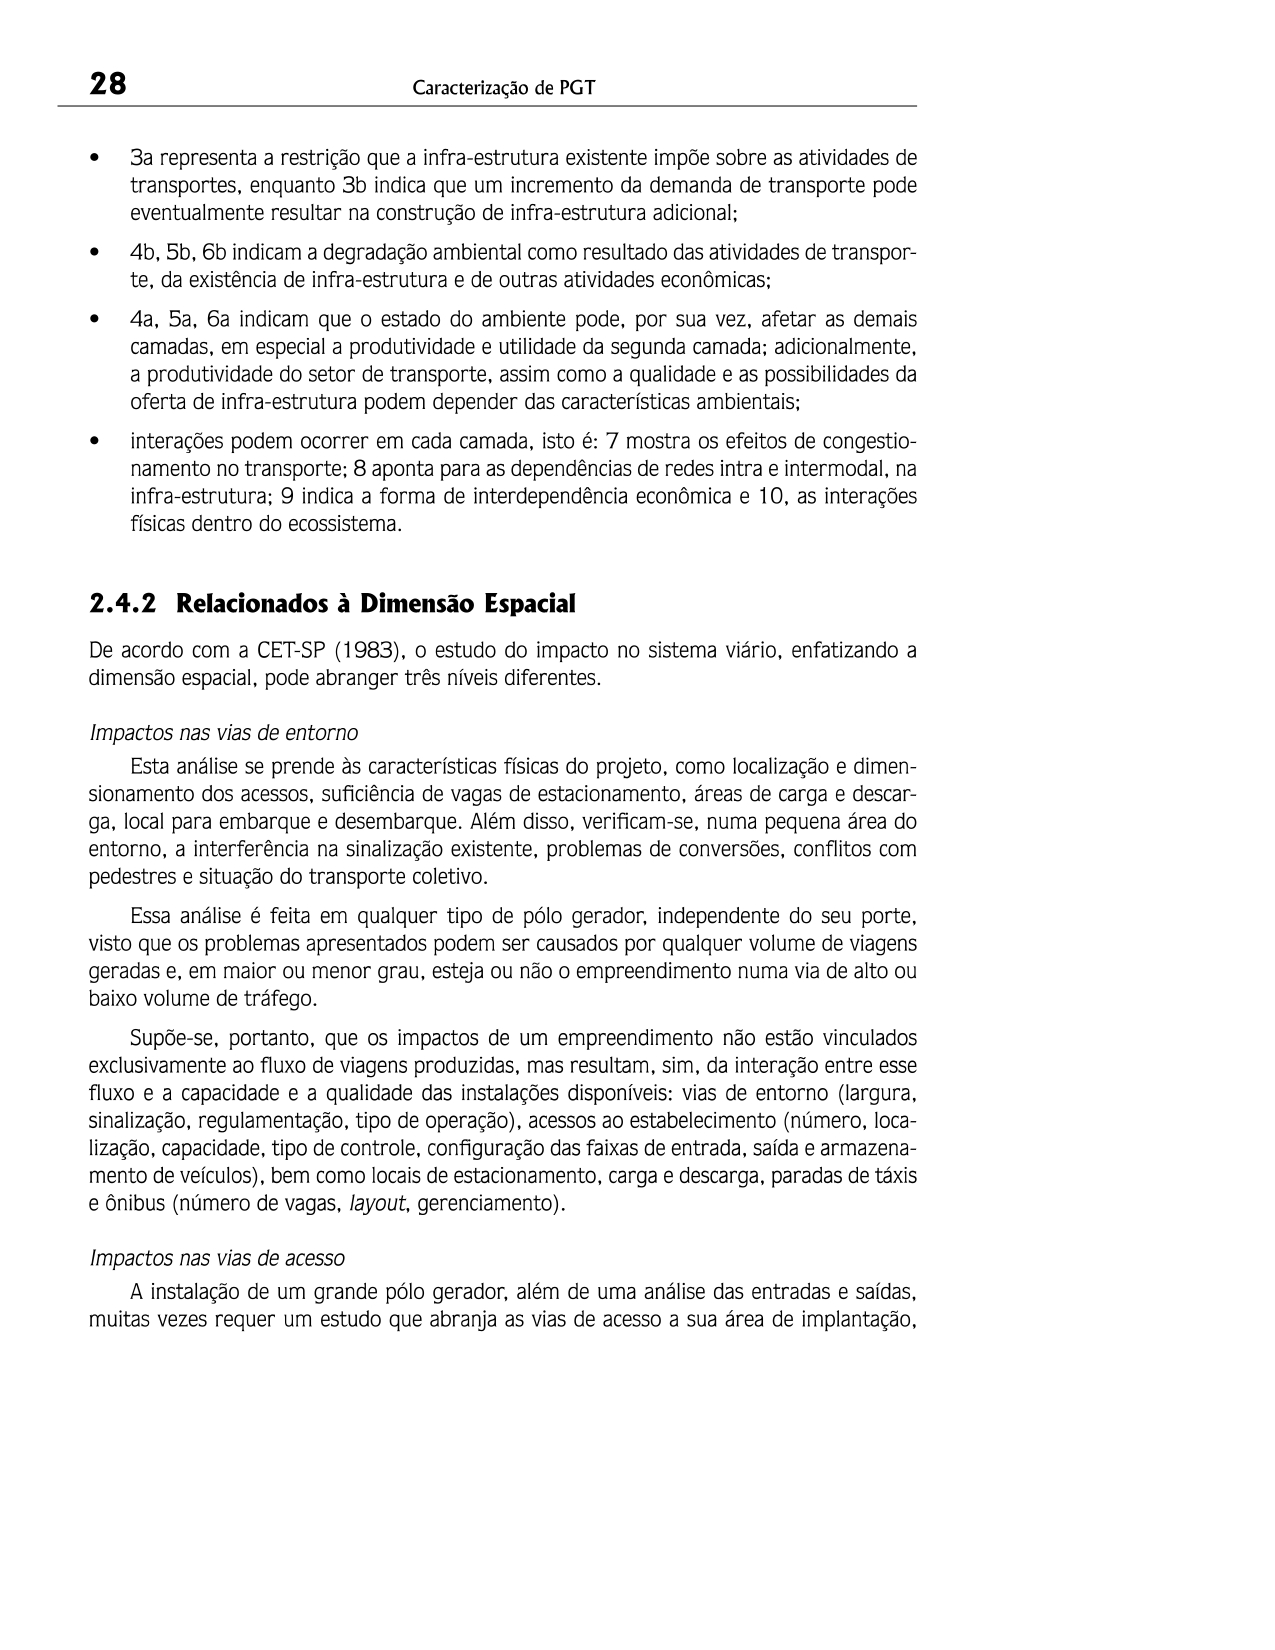 28
Caracterização de PGT
• 3a representa a restrição que a infra-estrutura existente impõe sobre as atividades de
transportes, enquanto 3b indica que um incremento da demanda de transporte pode
eventualmente resultar na construção de infra-estrutura adicional;
• 4b, 5b, 6b indicam a degradação ambiental como resultado das atividades de transpor-
te, da existência de infra-estrutura e de outras atividades econômicas;
• 4a, 5a, 6a indicam que o estado do ambiente pode, por sua vez, afetar as demais
camadas, em especial a produtividade e utilidade da segunda camada; adicionalmente,
a produtividade do setor de transporte, assim como a qualidade e as possibilidades da
oferta de infra-estrutura podem depender das características ambientais;
• interações podem ocorrer em cada camada, isto é: 7 mostra os efeitos de congestio-
namento no transporte; 8 aponta para as dependências de redes intra e intermodal, na
infra-estrutura; 9 indica a forma de interdependência econômica e 10, as interações
físicas dentro do ecossistema.
2.4.2 Relacionados à Dimensão Espacial
De acordo com a CET-SP (1983), o estudo do impacto no sistema viário, enfatizando a
dimensão espacial, pode abranger três níveis diferentes.
Impactos nas vias de entorno
Esta análise se prende às características físicas do projeto, como localização e dimen-
sionamento dos acessos, suficiência de vagas de estacionamento, áreas de carga e descar-
ga, local para embarque e desembarque. Além disso, verificam-se, numa pequena área do
entorno, a interferência na sinalização existente, problemas de conversões, conflitos com
pedestres e situação do transporte coletivo.
Essa análise é feita em qualquer tipo de pólo gerador, independente do seu porte,
visto que os problemas apresentados podem ser causados por qualquer volume de viagens
geradas e, em maior ou menor grau, esteja ou não o empreendimento numa via de alto ou
baixo volume de tráfego.
Supõe-se, portanto, que os impactos de um empreendimento não estão vinculados
exclusivamente ao fluxo de viagens produzidas, mas resultam, sim, da interação entre esse
fluxo e a capacidade e a qualidade das instalações disponíveis: vias de entorno (largura,
sinalização, regulamentação, tipo de operação), acessos ao estabelecimento (número, loca-
lização, capacidade, tipo de controle, configuração das faixas de entrada, saída e armazena-
mento de veículos), bem como locais de estacionamento, carga e descarga, paradas de táxis
e ônibus (número de vagas, layout, gerenciamento).
Impactos nas vias de acesso
A instalação de um grande pólo gerador, além de uma análise das entradas e saídas,
muitas vezes requer um estudo que abranja as vias de acesso a sua área de implantação,